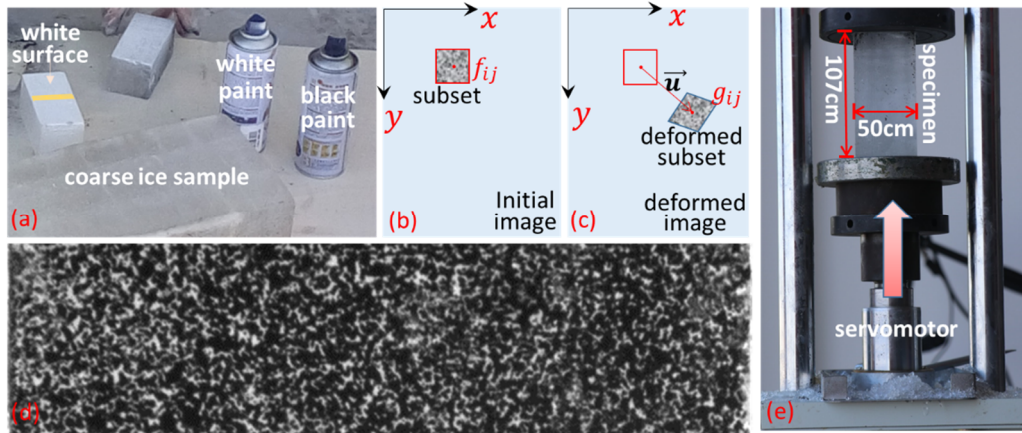 white
surface
white
paint
black
paint
coarse ice sample
(a)
x
y
f_ij
subset
Initial
image
(b)
x
y
u
g_ij
deformed
subset
deformed
image
(c)
(d)
107cm
50cm
specimen
servomotor
(e)